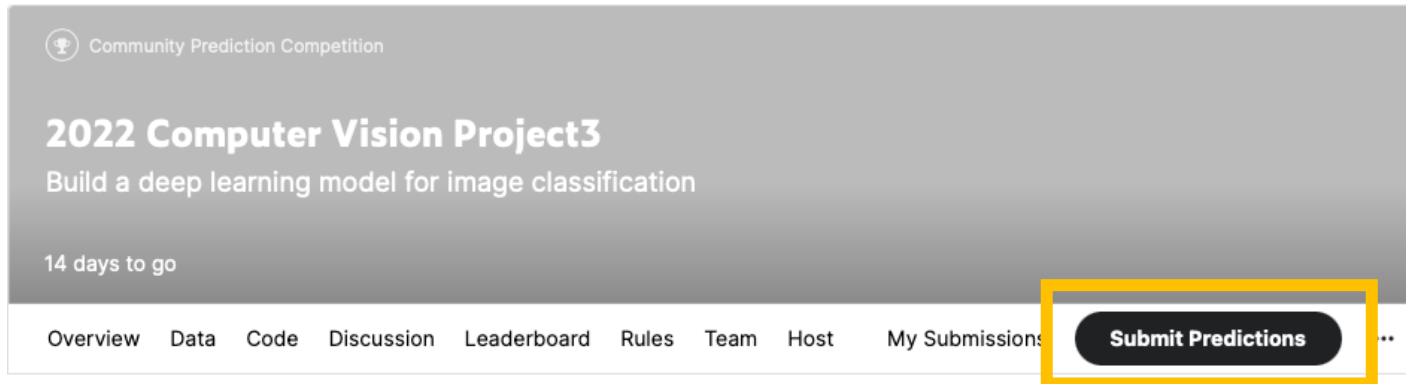 Community Prediction Competition
2022 Computer Vision Project3
Build a deep learning model for image classification
14 days to go
Overview Data Code Discussion Leaderboard Rules Team Host My Submissions Submit Predictions ...